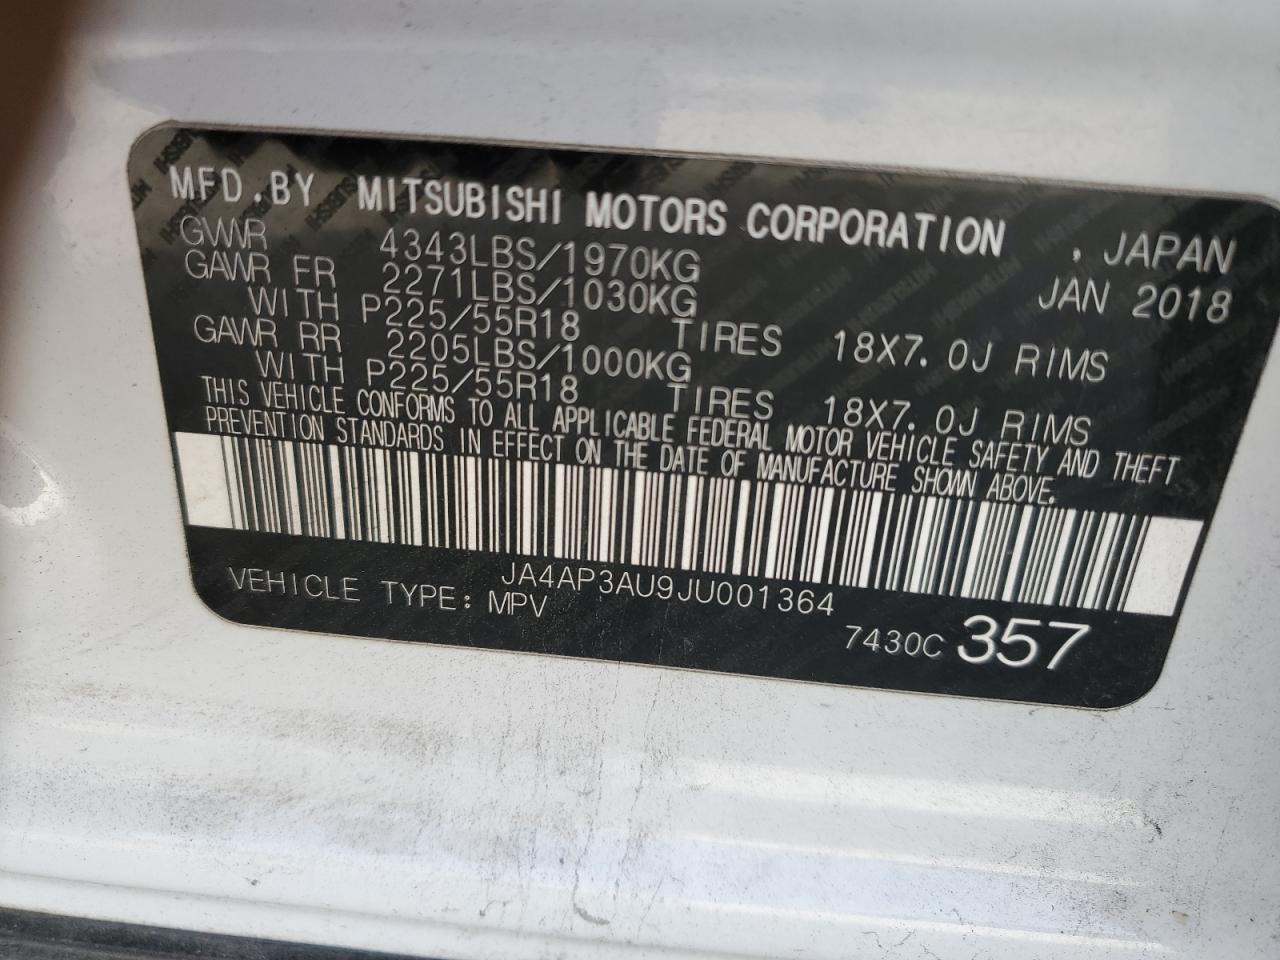 MFD.BY MITSUBISHI MOTORS CORPORATION , JAPAN
GVWR 4343LBS/1970KG JAN 2018
GAWR FR 2271LBS/1030KG
WITH P225/55R18 TIRES 18X7.0J RIMS
GAWR RR 2205LBS/1000KG
WITH P225/55R18 TIRES 18X7.0J RIMS
THIS VEHICLE CONFORMS TO ALL APPLICABLE FEDERAL MOTOR VEHICLE SAFETY AND THEFT
PREVENTION STANDARDS IN EFFECT ON THE DATE OF MANUFACTURE SHOWN ABOVE.
JA4AP3AU9JU001364
VEHICLE TYPE: MPV
7430C 357